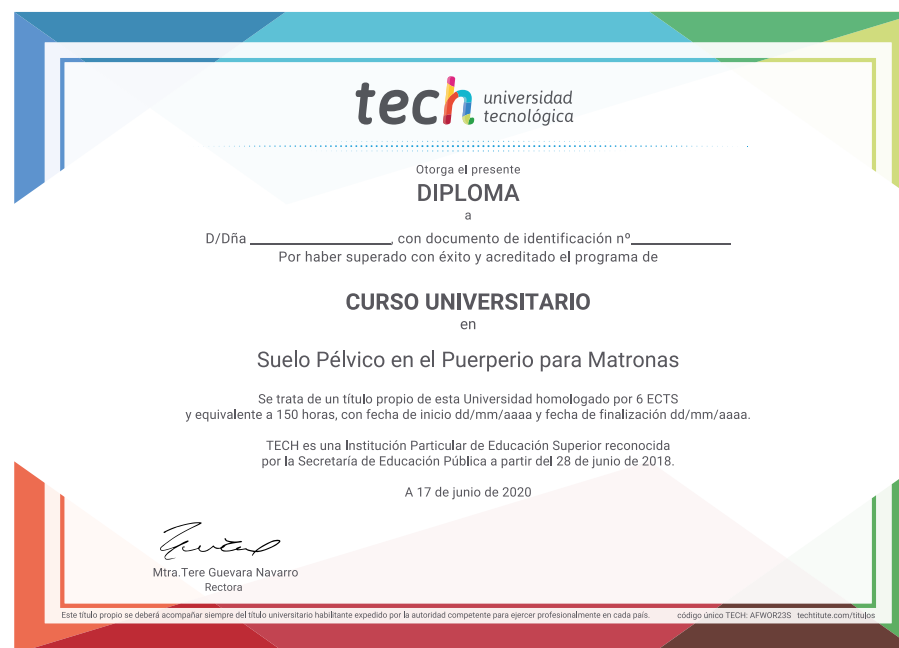 tech universidad
tecnológica
Otorga el presente
DIPLOMA
a
D/Dña ________________, con documento de identificación nº____________
Por haber superado con éxito y acreditado el programa de
CURSO UNIVERSITARIO
en
Suelo Pélvico en el Puerperio para Matronas
Se trata de un título propio de esta Universidad homologado por 6 ECTS
y equivalente a 150 horas, con fecha de inicio dd/mm/aaaa y fecha de finalización dd/mm/aaaa.
TECH es una Institución Particular de Educación Superior reconocida
por la Secretaría de Educación Pública a partir del 28 de junio de 2018.
A 17 de junio de 2020
Mtra.Tere Guevara Navarro
Rectora
Este título propio se deberá acompañar siempre del título universitario habilitante expedido por la autoridad competente para ejercer profesionalmente en cada país. código único TECH: AFWOR23S techtitute.com/titulos